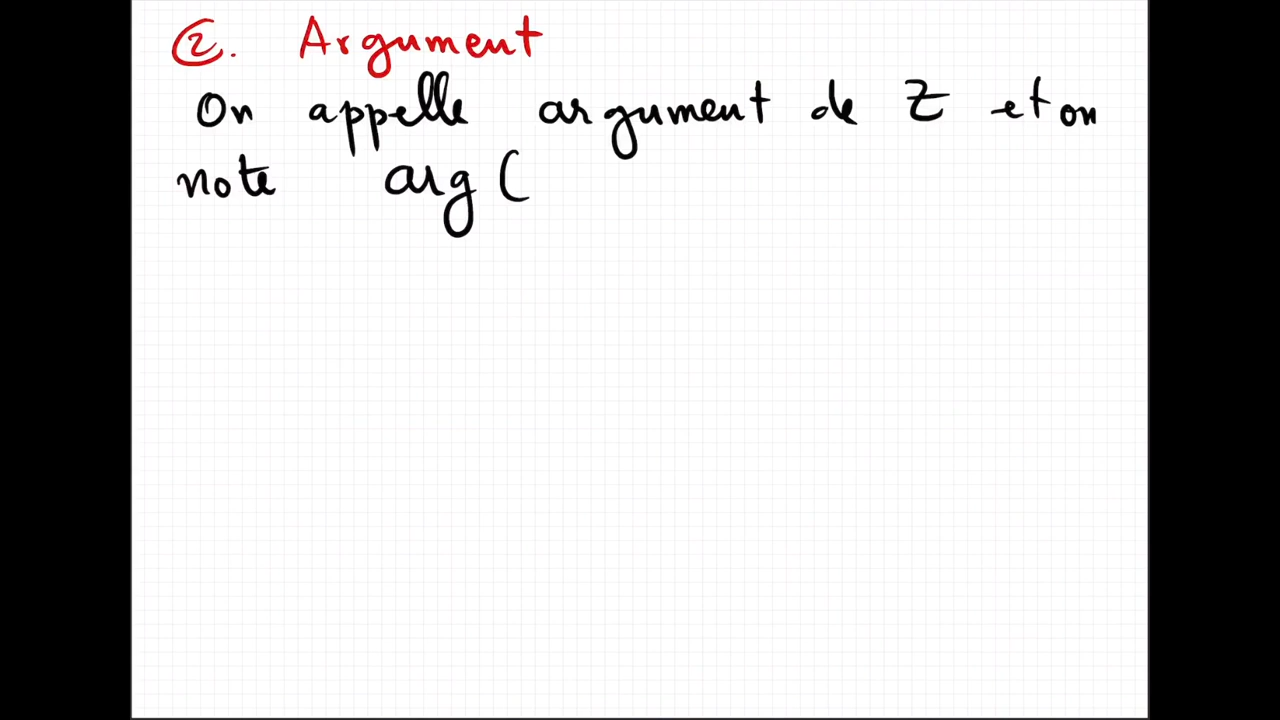 ②. Argument
On appelle argument de Z et on
note arg (